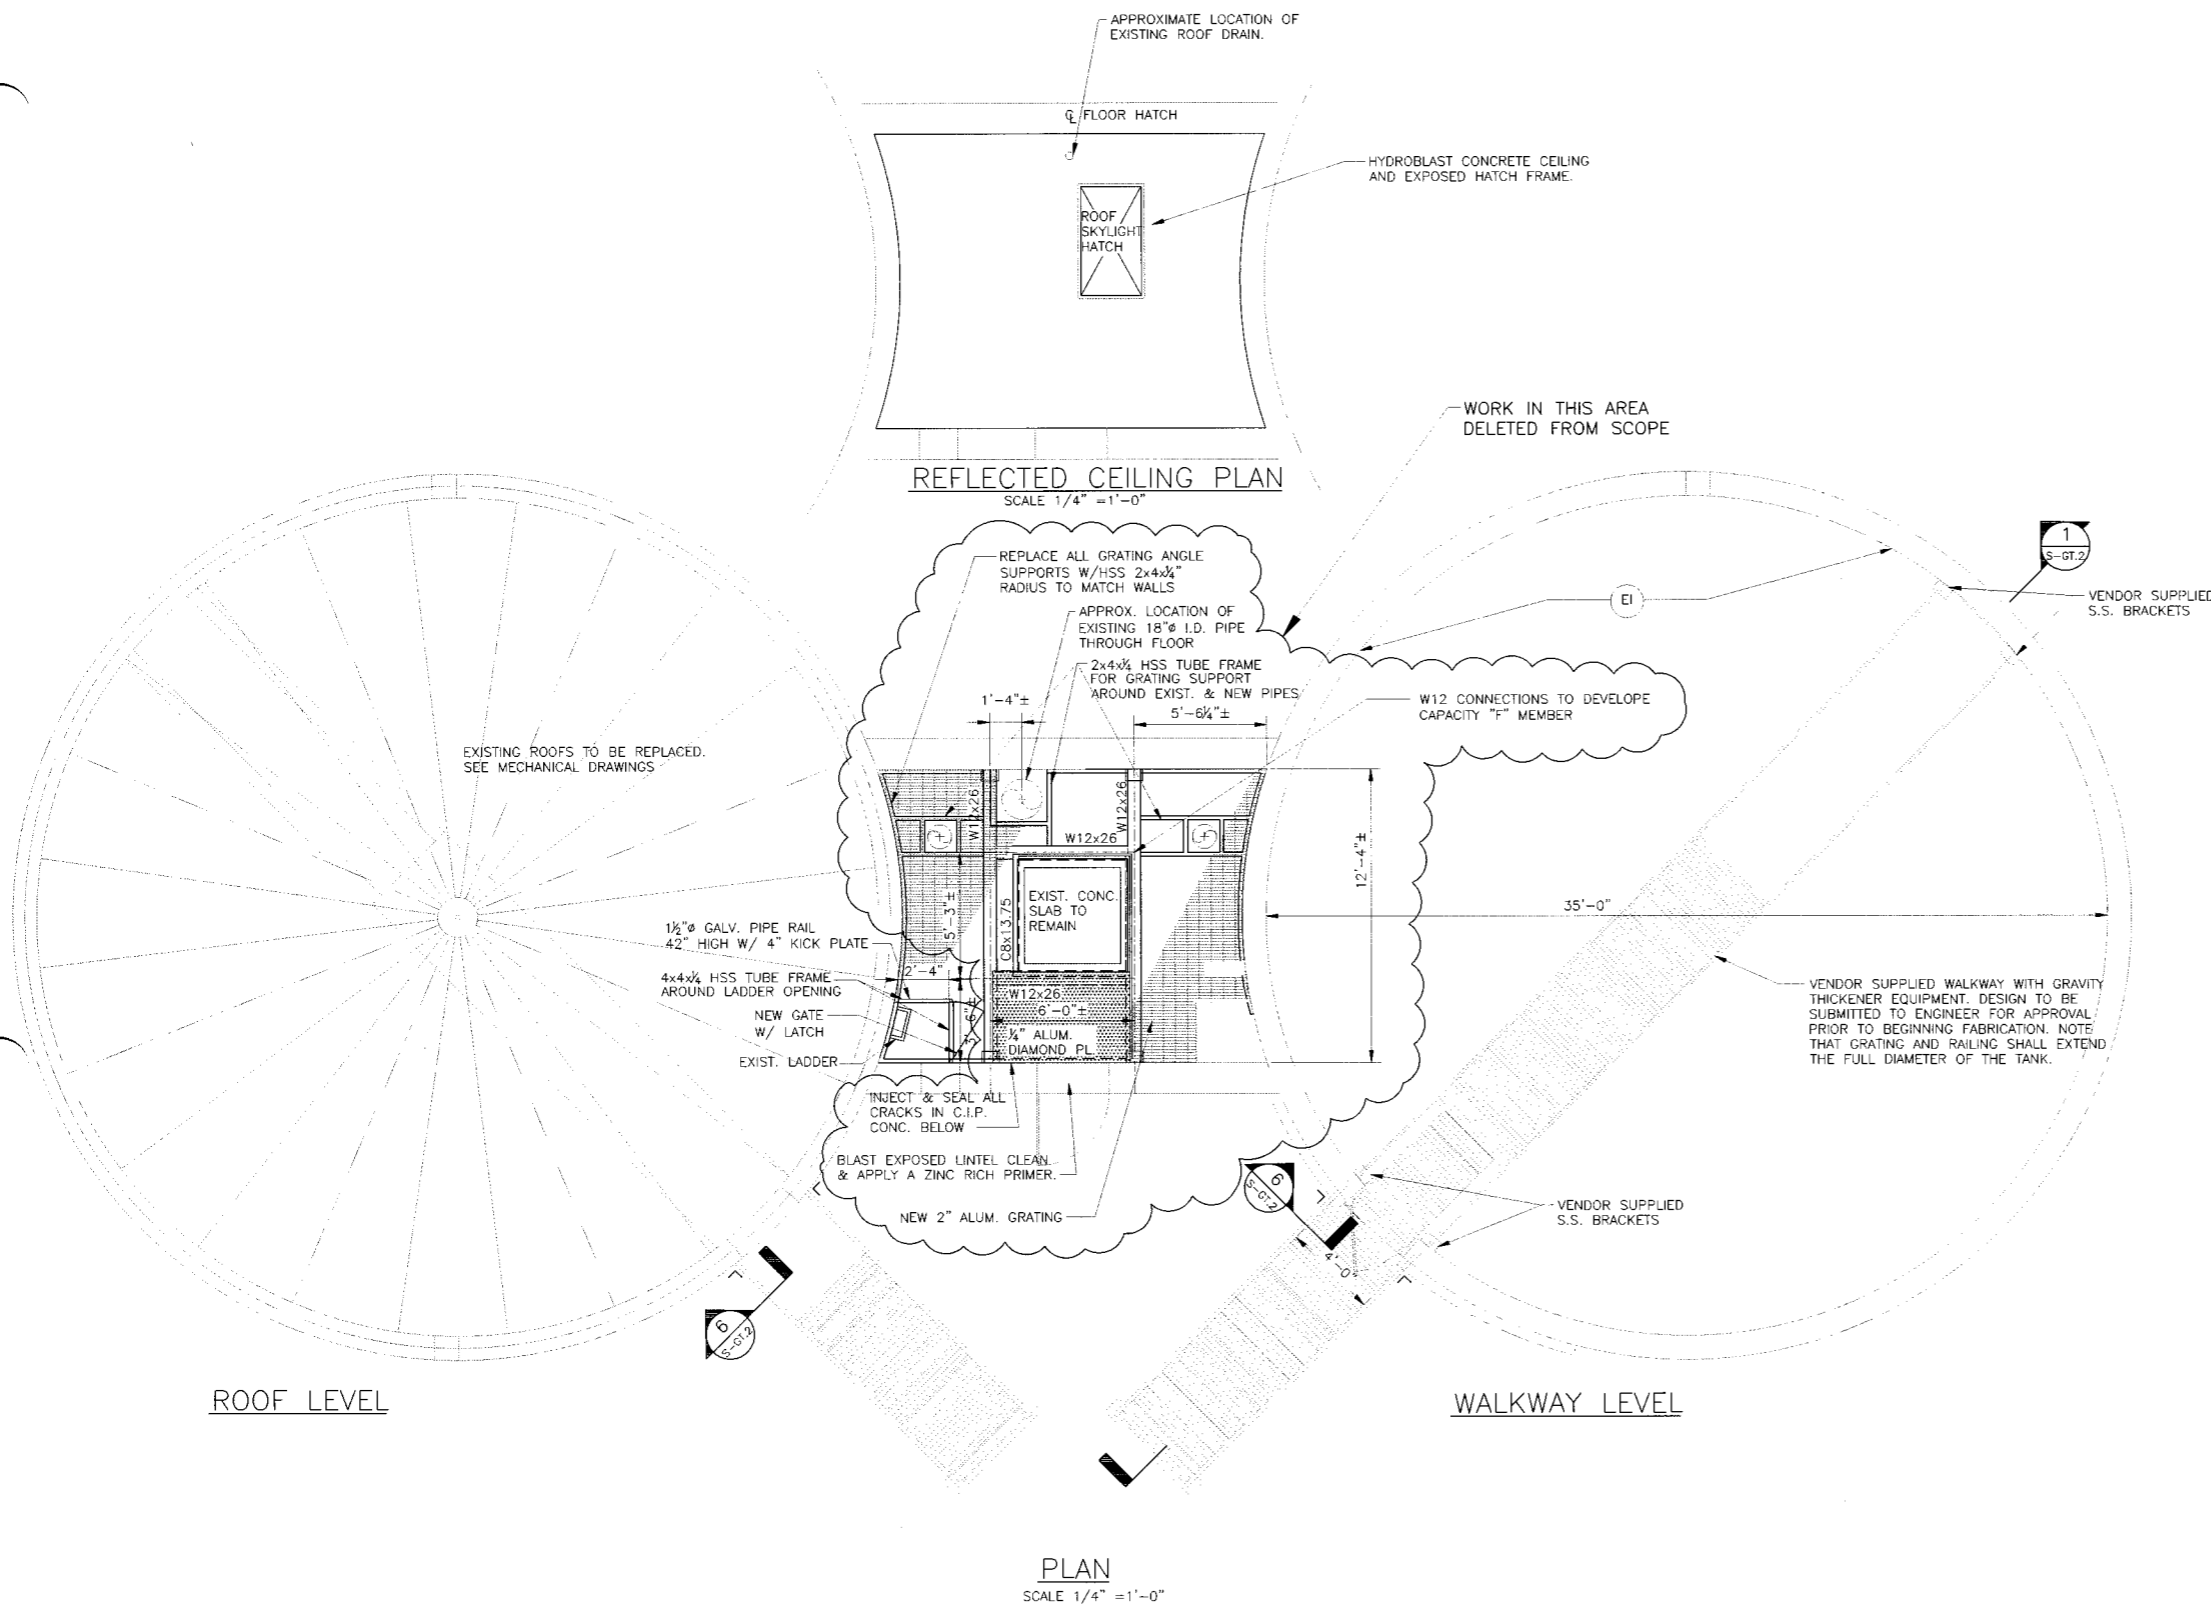 APPROXIMATE LOCATION OF
EXISTING ROOF DRAIN.
℄ FLOOR HATCH
HYDROBLAST CONCRETE CEILING
AND EXPOSED HATCH FRAME.
ROOF
SKYLIGHT
HATCH
REFLECTED CEILING PLAN
SCALE 1/4" =1'-0"
WORK IN THIS AREA
DELETED FROM SCOPE
1
S-GT.2
VENDOR SUPPLIED
S.S. BRACKETS
EI
REPLACE ALL GRATING ANGLE
SUPPORTS W/HSS 2x4x¼"
RADIUS TO MATCH WALLS
APPROX. LOCATION OF
EXISTING 18"ø I.D. PIPE
THROUGH FLOOR
2x4x¼ HSS TUBE FRAME
FOR GRATING SUPPORT
AROUND EXIST. & NEW PIPES
1'-4"±
5'-6¼"±
W12 CONNECTIONS TO DEVELOPE
CAPACITY "F" MEMBER
EXISTING ROOFS TO BE REPLACED.
SEE MECHANICAL DRAWINGS
W12x26
W12x26
W12x26
12'-4"±
EXIST. CONC.
SLAB TO
REMAIN
C8x13.75
5'-3"±
35'-0"
1½"ø GALV. PIPE RAIL
42" HIGH W/ 4" KICK PLATE
2'-4"
4x4x¼ HSS TUBE FRAME
AROUND LADDER OPENING
W12x26
6'-0"±
NEW GATE
W/ LATCH
¼" ALUM.
DIAMOND PL.
EXIST. LADDER
VENDOR SUPPLIED WALKWAY WITH GRAVITY
THICKENER EQUIPMENT. DESIGN TO BE
SUBMITTED TO ENGINEER FOR APPROVAL
PRIOR TO BEGINNING FABRICATION. NOTE
THAT GRATING AND RAILING SHALL EXTEND
THE FULL DIAMETER OF THE TANK.
INJECT & SEAL ALL
CRACKS IN C.I.P.
CONC. BELOW
BLAST EXPOSED LINTEL CLEAN
& APPLY A ZINC RICH PRIMER.
NEW 2" ALUM. GRATING
6
S-GT.2
VENDOR SUPPLIED
S.S. BRACKETS
4'-0"
6
S-GT.2
ROOF LEVEL
WALKWAY LEVEL
PLAN
SCALE 1/4" =1'-0"